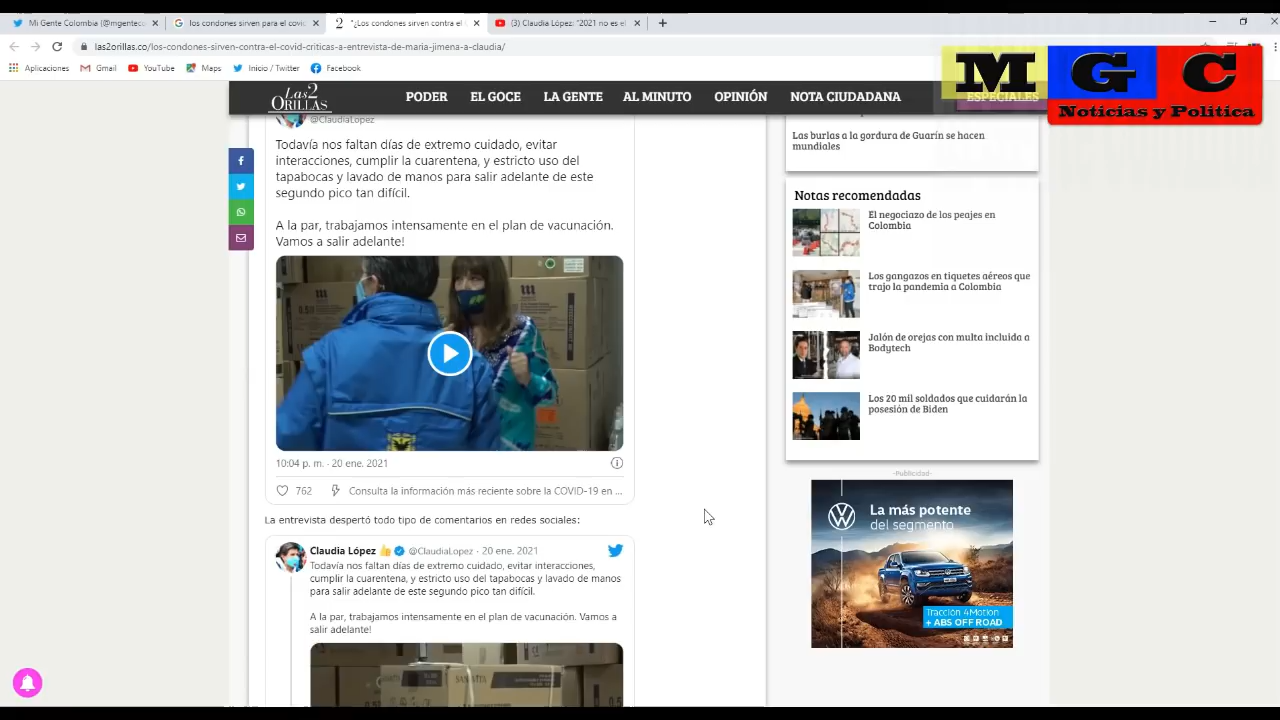 Mi Gente Colombia (@mgentecu
los condones sirven para el covid
"¿Los condones sirven contra el
(3) Claudia López: "2021 no es el
las2orillas.co/los-condones-sirven-contra-el-covid-criticas-a-entrevista-de-maria-jimena-a-claudia/
Aplicaciones
Gmail
YouTube
Maps
Inicio / Twitter
Facebook
M G C
Noticias y Politica
Las2
ORILLAS
PODER
EL GOCE
LA GENTE
AL MINUTO
OPINIÓN
NOTA CIUDADANA
ESPECIALES
@ClaudiaLopez
Todavía nos faltan días de extremo cuidado, evitar
interacciones, cumplir la cuarentena, y estricto uso del
tapabocas y lavado de manos para salir adelante de este
segundo pico tan difícil.
A la par, trabajamos intensamente en el plan de vacunación.
Vamos a salir adelante!
10:04 p. m. · 20 ene. 2021
762
Consulta la información más reciente sobre la COVID-19 en ...
La entrevista despertó todo tipo de comentarios en redes sociales:
Claudia López 👍 @ClaudiaLopez · 20 ene. 2021
Todavía nos faltan días de extremo cuidado, evitar interacciones,
cumplir la cuarentena, y estricto uso del tapabocas y lavado de manos
para salir adelante de este segundo pico tan difícil.
A la par, trabajamos intensamente en el plan de vacunación. Vamos a
salir adelante!
Las burlas a la gordura de Guarín se hacen
mundiales
Notas recomendadas
El negociazo de los peajes en
Colombia
Los gangazos en tiquetes aéreos que
trajo la pandemia a Colombia
Jalón de orejas con multa incluida a
Bodytech
Los 20 mil soldados que cuidarán la
posesión de Biden
-Publicidad-
La más potente
del segmento
Tracción 4Motion
+ ABS OFF ROAD